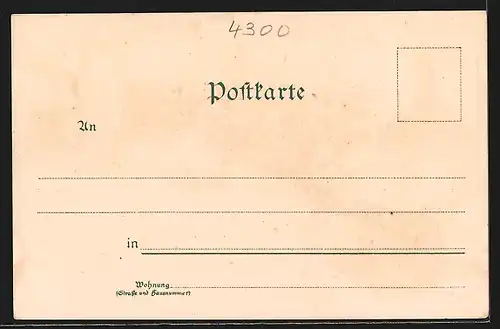 4300
Postkarte
An
in
Wohnung
(Straße und Hausnummer)